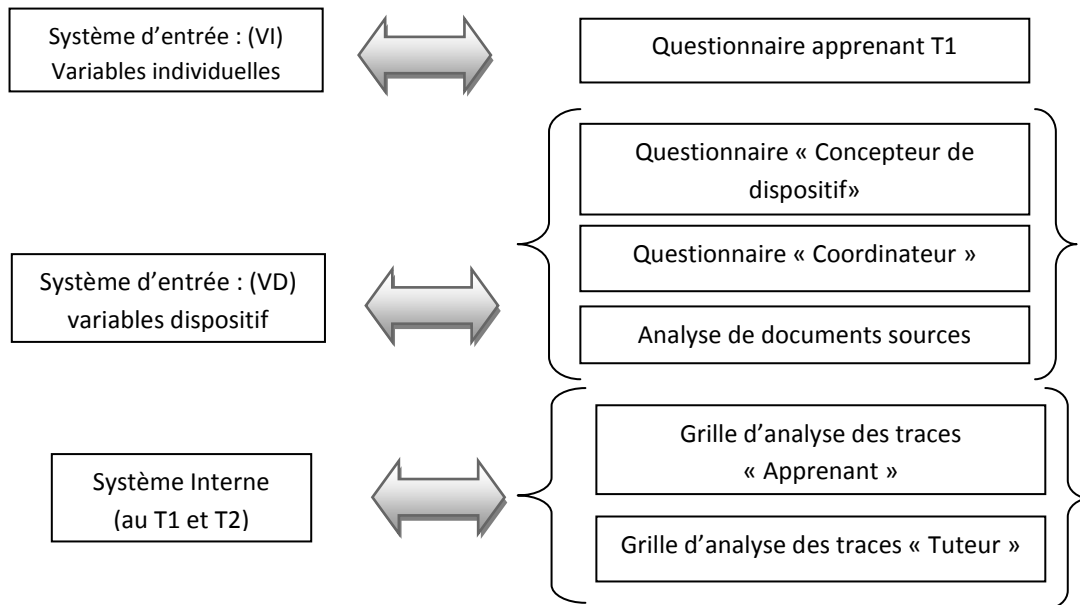 Système d’entrée : (VI)
Variables individuelles
Questionnaire apprenant T1
Questionnaire « Concepteur de
dispositif»
Questionnaire « Coordinateur »
Système d’entrée : (VD)
variables dispositif
Analyse de documents sources
Grille d’analyse des traces
« Apprenant »
Système Interne
(au T1 et T2)
Grille d’analyse des traces « Tuteur »